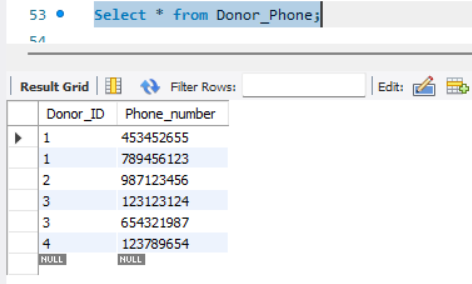 53 Select * from Donor_Phone;
54
Result Grid Filter Rows: Edit:
Donor_ID Phone_number
1 453452655
1 789456123
2 987123456
3 123123124
3 654321987
4 123789654
NULL NULL